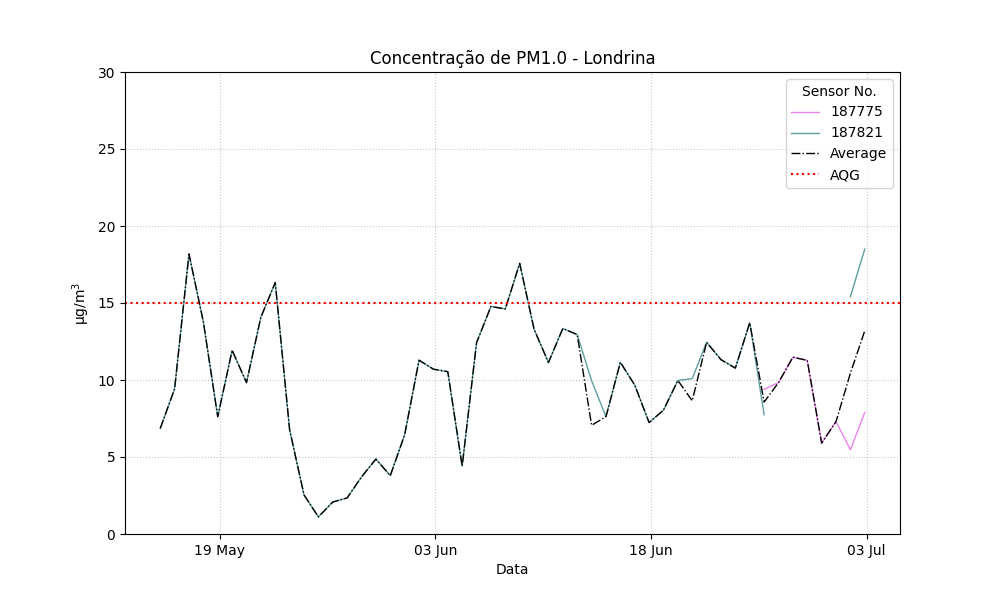 Concentração de PM1.0 - Londrina
30
25
20
15
10
5
0
µg/m³
19 May
03 Jun
18 Jun
03 Jul
Data
Sensor No.
187775
187821
Average
AQG